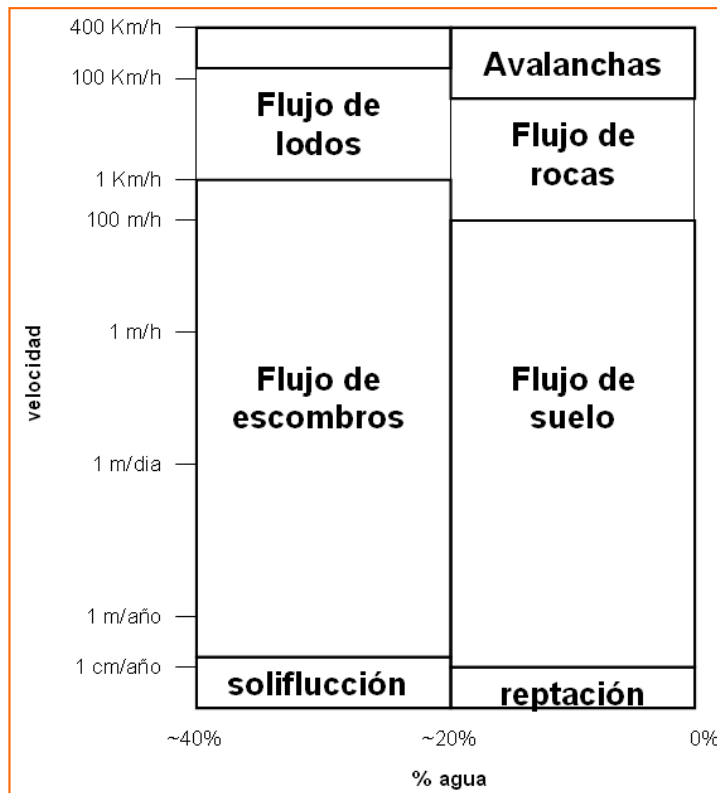 400 Km/h
Avalanchas
100 Km/h
Flujo de
lodos
Flujo de
rocas
1 Km/h
100 m/h
1 m/h
velocidad
Flujo de
escombros
Flujo de
suelo
1 m/dia
1 m/año
1 cm/año
soliflucción
reptación
~40%
~20%
0%
% agua